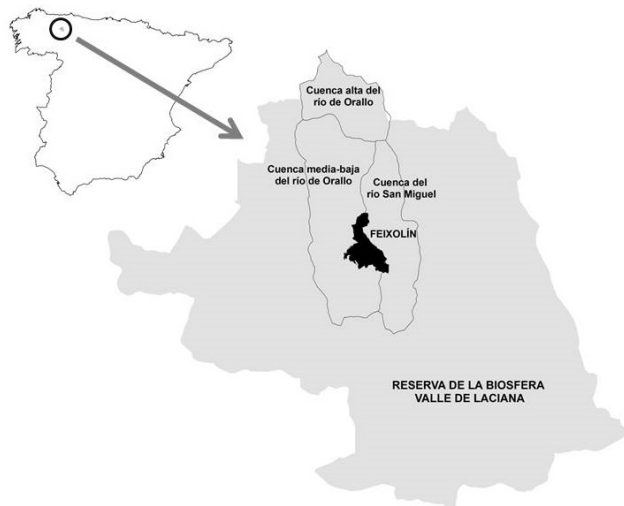 Cuenca alta del
río de Orallo
Cuenca media-baja
del río de Orallo
Cuenca del
río San Miguel
FEIXOLÍN
RESERVA DE LA BIOSFERA
VALLE DE LACIANA